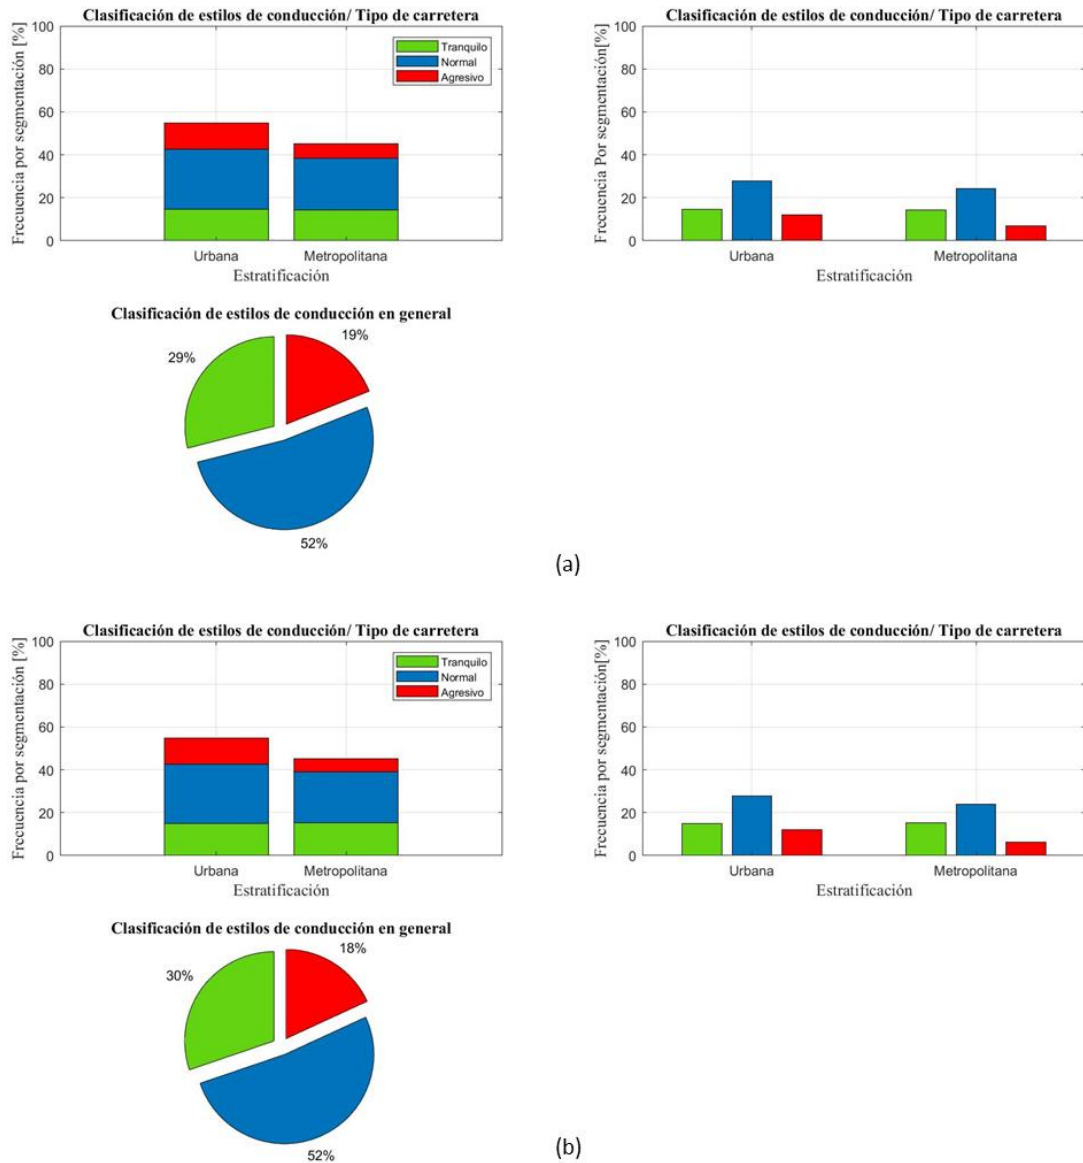 Clasificación de estilos de conducción/ Tipo de carretera
Frecuencia por segmentación [%]
100
80
60
40
20
0
Tranquilo
Normal
Agresivo
Urbana
Metropolitana
Estratificación
Clasificación de estilos de conducción/ Tipo de carretera
Frecuencia Por segmentación[%]
100
80
60
40
20
0
Urbana
Metropolitana
Estratificación
Clasificación de estilos de conducción en general
19%
29%
52%
(a)
Clasificación de estilos de conducción/ Tipo de carretera
Frecuencia por segmentación [%]
100
80
60
40
20
0
Tranquilo
Normal
Agresivo
Urbana
Metropolitana
Estratificación
Clasificación de estilos de conducción/ Tipo de carretera
Frecuencia por segmentación[%]
100
80
60
40
20
0
Urbana
Metropolitana
Estratificación
Clasificación de estilos de conducción en general
18%
30%
52%
(b)